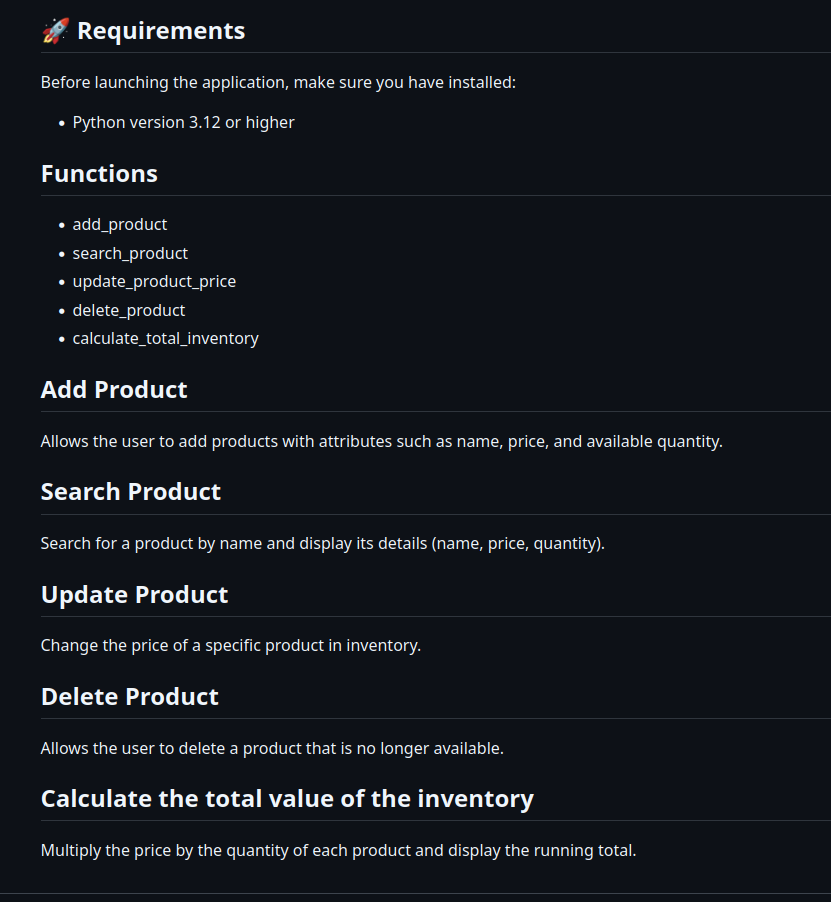 🚀 Requirements
Before launching the application, make sure you have installed:
• Python version 3.12 or higher
Functions
• add_product
• search_product
• update_product_price
• delete_product
• calculate_total_inventory
Add Product
Allows the user to add products with attributes such as name, price, and available quantity.
Search Product
Search for a product by name and display its details (name, price, quantity).
Update Product
Change the price of a specific product in inventory.
Delete Product
Allows the user to delete a product that is no longer available.
Calculate the total value of the inventory
Multiply the price by the quantity of each product and display the running total.